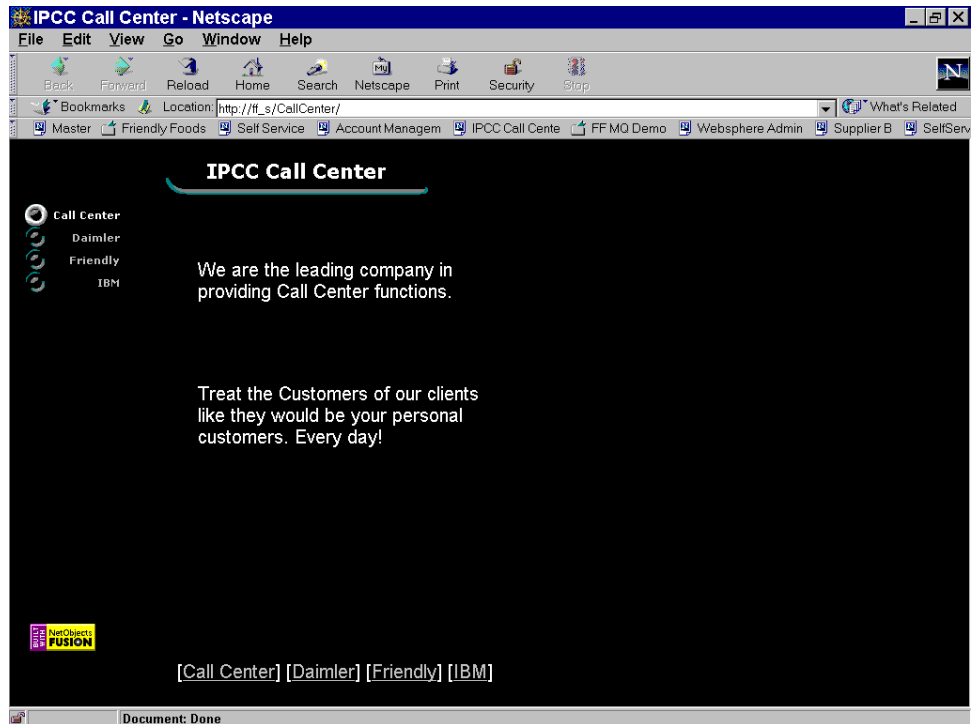 IPCC Call Center - Netscape
File Edit View Go Window Help
Back Forward Reload Home Search My Netscape Print Security Stop
N
Bookmarks Location: http://ff_s/CallCenter/ What's Related
Master Friendly Foods Self Service Account Managem IPCC Call Cente FF MQ Demo Websphere Admin Supplier B SelfServ
IPCC Call Center
Call Center
Daimler
Friendly
IBM
We are the leading company in
providing Call Center functions.
Treat the Customers of our clients
like they would be your personal
customers. Every day!
BUILT WITH NetObjects
FUSION
[Call Center] [Daimler] [Friendly] [IBM]
Document: Done